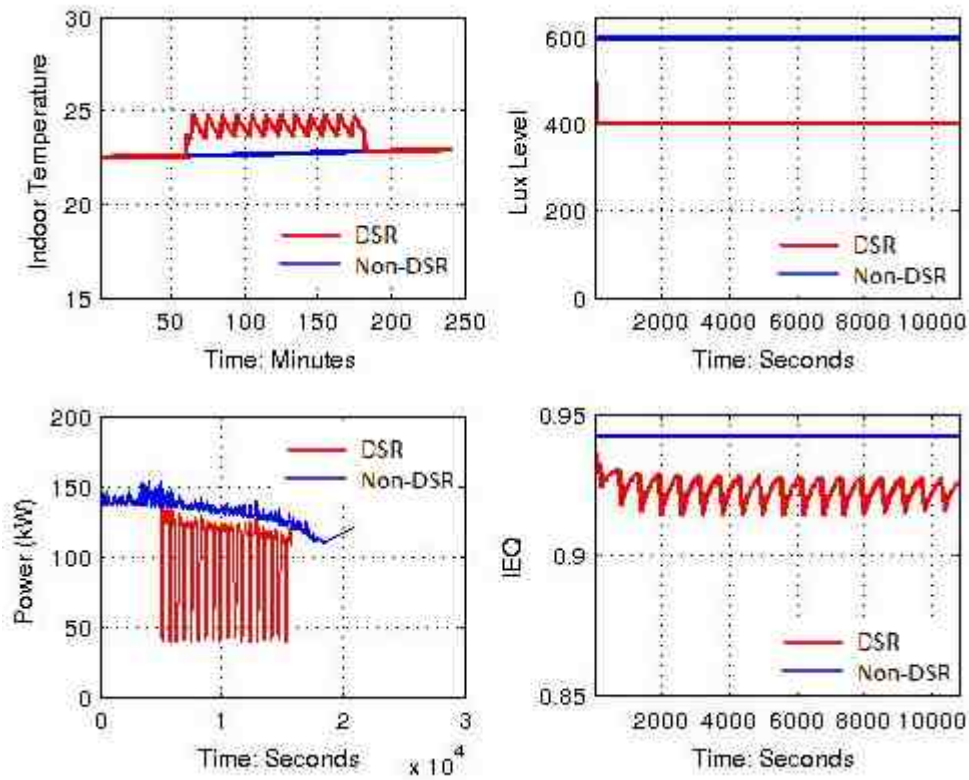 30
25
20
15
Indoor Temperature
DSR
Non-DSR
50 100 150 200 250
Time: Minutes
600
400
200
0
Lux Level
DSR
Non-DSR
2000 4000 6000 8000 10000
Time: Seconds
200
150
100
50
0
Power (kW)
DSR
Non-DSR
0 1 2 3
Time: Seconds
x 10^4
0.95
0.9
0.85
IEQ
DSR
Non-DSR
2000 4000 6000 8000 10000
Time: Seconds